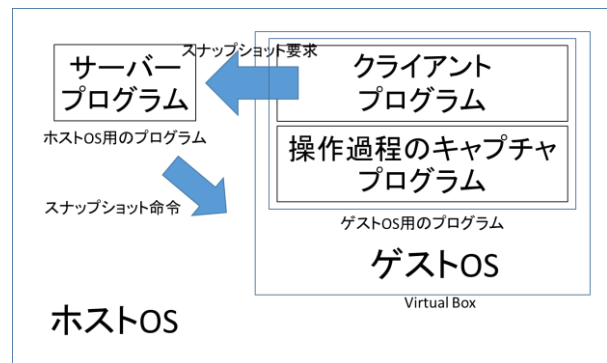 スナップショット要求
サーバー
プログラム
クライアント
プログラム
ホストOS用のプログラム
操作過程のキャプチャ
プログラム
スナップショット命令
ゲストOS用のプログラム
ゲストOS
Virtual Box
ホストOS